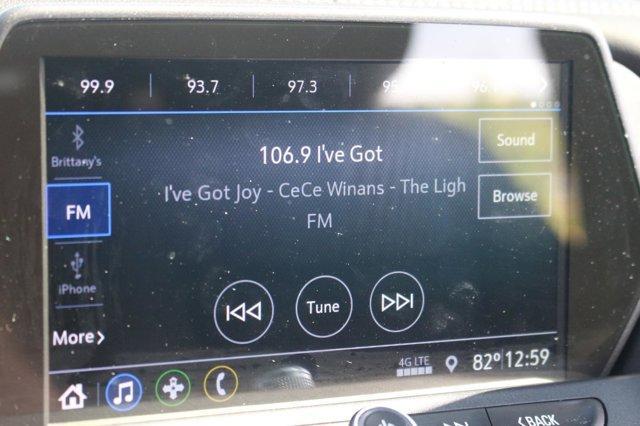 99.9 93.7 97.3
106.9 I've Got
Sound
Brittany's
I've Got Joy - CeCe Winans - The Ligh
Browse
FM
FM
iPhone
Tune
More
4G LTE
82° 12:59
BACK